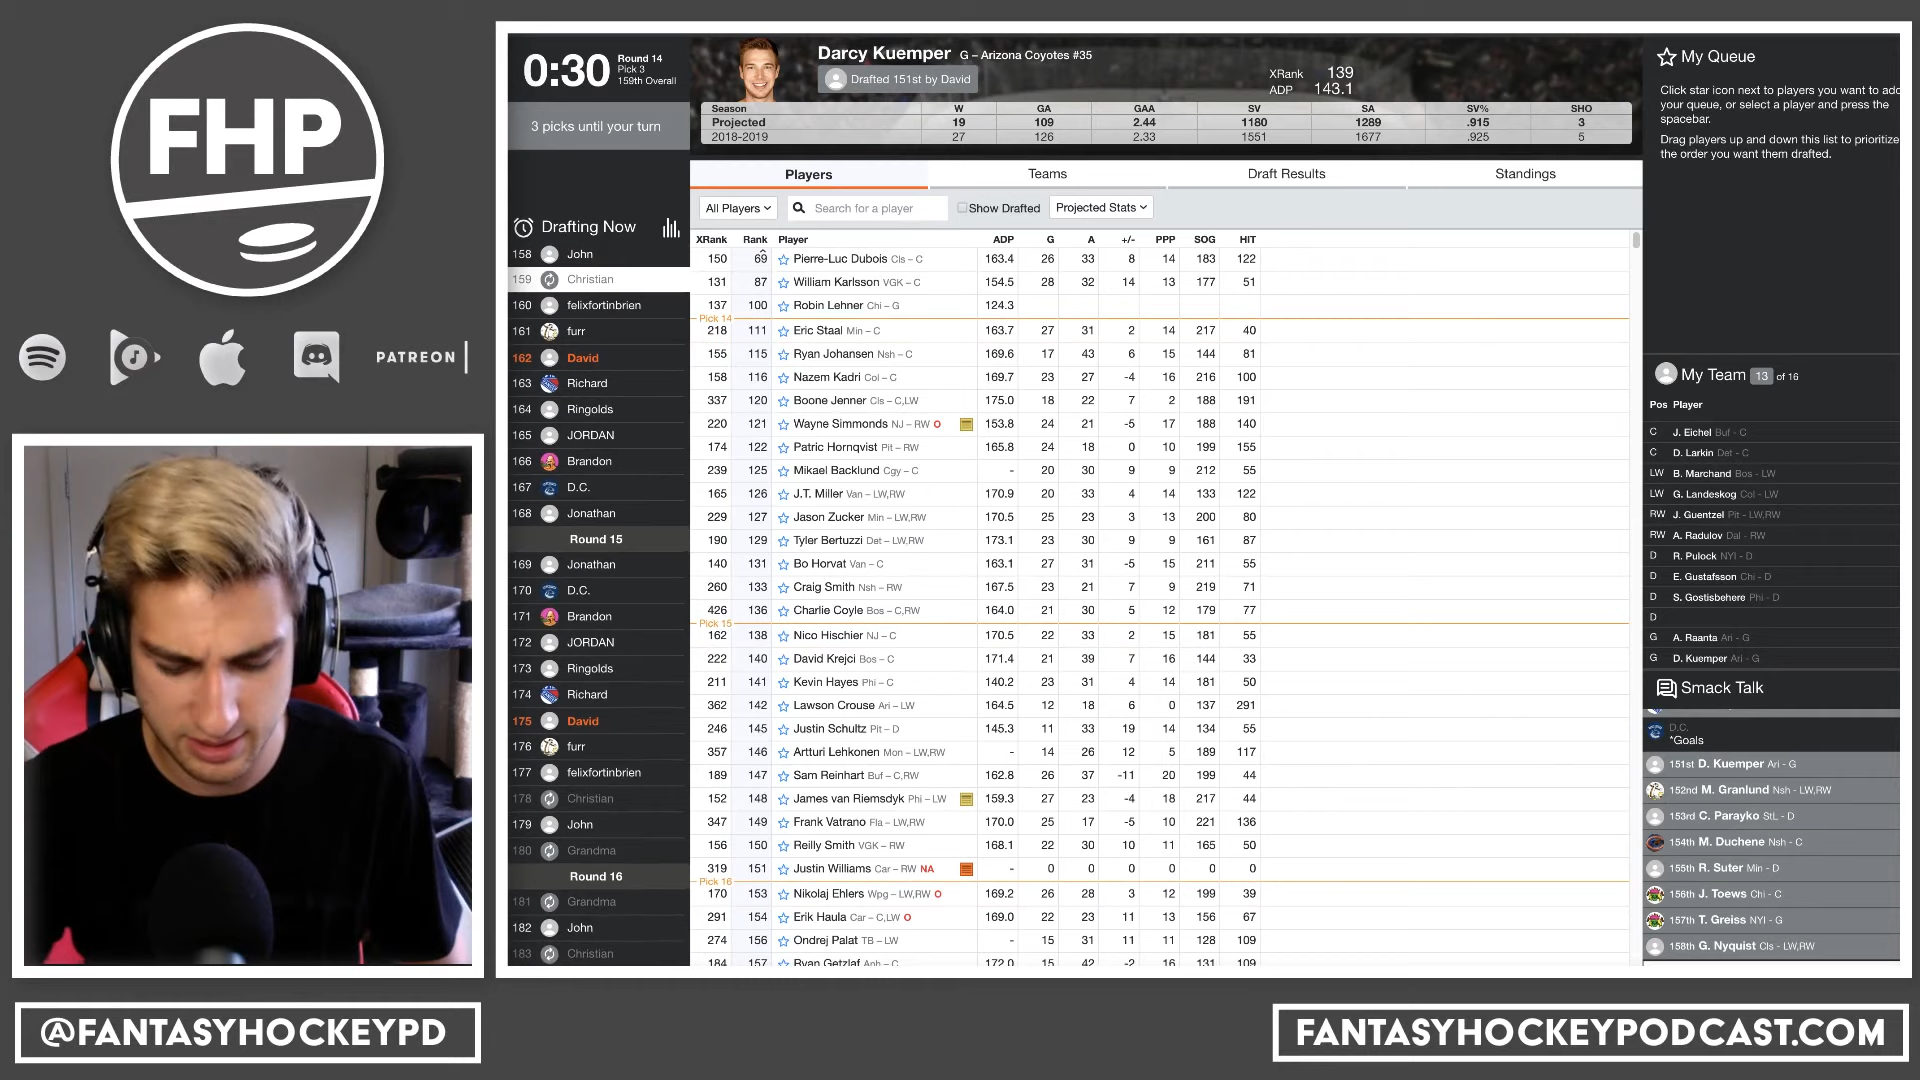 FHP
PATREON
@FANTASYHOCKEYPD
FANTASYHOCKEYPODCAST.COM
0:30
Round 14
Pick 3
159th Overall
3 picks until your turn
Drafting Now
158 John
159 Christian
160 felixfortinbrien
161 furr
162 David
163 Richard
164 Ringolds
165 JORDAN
166 Brandon
167 D.C.
168 Jonathan
Round 15
169 Jonathan
170 D.C.
171 Brandon
172 JORDAN
173 Ringolds
174 Richard
175 David
176 furr
177 felixfortinbrien
178 Christian
179 John
180 Grandma
Round 16
181 Grandma
182 John
183 Christian
Darcy Kuemper G – Arizona Coyotes #35
Drafted 151st by David
XRank 139
ADP 143.1
Season W GA GAA SV SA SV% SHO
Projected 19 109 2.44 1180 1289 .915 3
2018-2019 27 126 2.33 1551 1677 .925 5
Players Teams Draft Results Standings
All Players Search for a player Show Drafted Projected Stats
XRank Rank Player ADP G A +/- PPP SOG HIT
150 69 Pierre-Luc Dubois Cls – C 163.4 26 33 8 14 183 122
131 87 William Karlsson VGK – C 154.5 28 32 14 13 177 51
137 100 Robin Lehner Chi – G 124.3
Pick 14
218 111 Eric Staal Min – C 163.7 27 31 2 14 217 40
155 115 Ryan Johansen Nsh – C 169.6 17 43 6 15 144 81
158 116 Nazem Kadri Col – C 169.7 23 27 -4 16 216 100
337 120 Boone Jenner Cls – C,LW 175.0 18 22 7 2 188 191
220 121 Wayne Simmonds NJ – RW O 153.8 24 21 -5 17 188 140
174 122 Patric Hornqvist Pit – RW 165.8 24 18 0 10 199 155
239 125 Mikael Backlund Cgy – C - 20 30 9 9 212 55
165 126 J.T. Miller Van – LW,RW 170.9 20 33 4 14 133 122
229 127 Jason Zucker Min – LW,RW 170.5 25 23 3 13 200 80
190 129 Tyler Bertuzzi Det – LW,RW 173.1 23 30 9 9 161 87
140 131 Bo Horvat Van – C 163.1 27 31 -5 15 211 55
260 133 Craig Smith Nsh – RW 167.5 23 21 7 9 219 71
426 136 Charlie Coyle Bos – C,RW 164.0 21 30 5 12 179 77
Pick 15
162 138 Nico Hischier NJ – C 170.5 22 33 2 15 181 55
222 140 David Krejci Bos – C 171.4 21 39 7 16 144 33
211 141 Kevin Hayes Phi – C 140.2 23 31 4 14 181 50
362 142 Lawson Crouse Ari – LW 164.5 12 18 6 0 137 291
246 145 Justin Schultz Pit – D 145.3 11 33 19 14 134 55
357 146 Artturi Lehkonen Mon – LW,RW - 14 26 12 5 189 117
189 147 Sam Reinhart Buf – C,RW 162.8 26 37 -11 20 199 44
152 148 James van Riemsdyk Phi – LW 159.3 27 23 -4 18 217 44
347 149 Frank Vatrano Fla – LW,RW 170.0 25 17 -5 10 221 136
156 150 Reilly Smith VGK – RW 168.1 22 30 10 11 165 50
319 151 Justin Williams Car – RW NA - 0 0 0 0 0 0
Pick 16
170 153 Nikolaj Ehlers Wpg – LW,RW O 169.2 26 28 3 12 199 39
291 154 Erik Haula Car – C,LW O 169.0 22 23 11 13 156 67
274 156 Ondrej Palat TB – LW - 15 31 11 11 128 109
184 157 Ryan Getzlaf Anh – C 172.0 15 42 -2 16 131 109
My Queue
Click star icon next to players you want to add
your queue, or select a player and press the
spacebar.
Drag players up and down this list to prioritize
the order you want them drafted.
My Team 13 of 16
Pos Player
C J. Eichel Buf - C
C D. Larkin Det - C
LW B. Marchand Bos - LW
LW G. Landeskog Col - LW
RW J. Guentzel Pit - LW,RW
RW A. Radulov Dal - RW
D R. Pulock NYI - D
D E. Gustafsson Chi - D
D S. Gostisbehere Phi - D
D
G A. Raanta Ari - G
G D. Kuemper Ari - G
Smack Talk
D.C.
*Goals
151st D. Kuemper Ari - G
152nd M. Granlund Nsh - LW,RW
153rd C. Parayko StL - D
154th M. Duchene Nsh - C
155th R. Suter Min - D
156th J. Toews Chi - C
157th T. Greiss NYI - G
158th G. Nyquist Cls - LW,RW